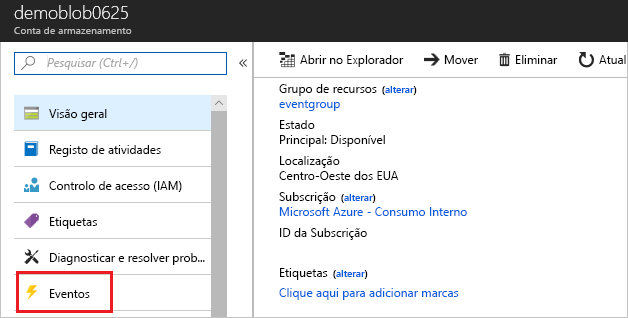 demoblob0625
Conta de armazenamento
Pesquisar (Ctrl+/)
Visão geral
Registo de atividades
Controlo de acesso (IAM)
Etiquetas
Diagnosticar e resolver prob...
Eventos
Abrir no Explorador
Mover
Eliminar
Atual
Grupo de recursos (alterar)
eventgroup
Estado
Principal: Disponível
Localização
Centro-Oeste dos EUA
Subscrição (alterar)
Microsoft Azure - Consumo Interno
ID da Subscrição
Etiquetas (alterar)
Clique aqui para adicionar marcas